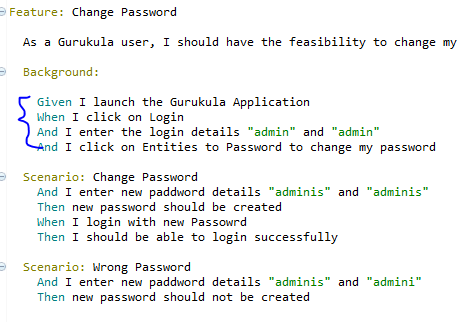 Feature: Change Password
As a Gurukula user, I should have the feasibility to change my
Background:
Given I launch the Gurukula Application
When I click on Login
And I enter the login details "admin" and "admin"
And I click on Entities to Password to change my password
Scenario: Change Password
And I enter new paddword details "adminis" and "adminis"
Then new password should be created
When I login with new Passowrd
Then I should be able to login successfully
Scenario: Wrong Password
And I enter new paddword details "adminis" and "admini"
Then new password should not be created